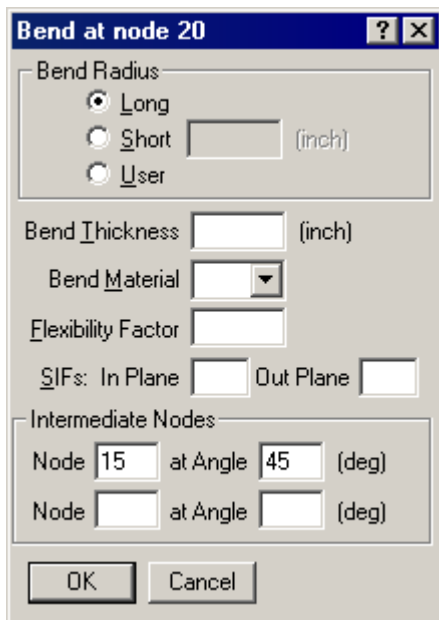 Bend at node 20
Bend Radius
Long
Short (inch)
User
Bend Thickness (inch)
Bend Material
Flexibility Factor
SIFs: In Plane Out Plane
Intermediate Nodes
Node 15 at Angle 45 (deg)
Node at Angle (deg)
OK Cancel